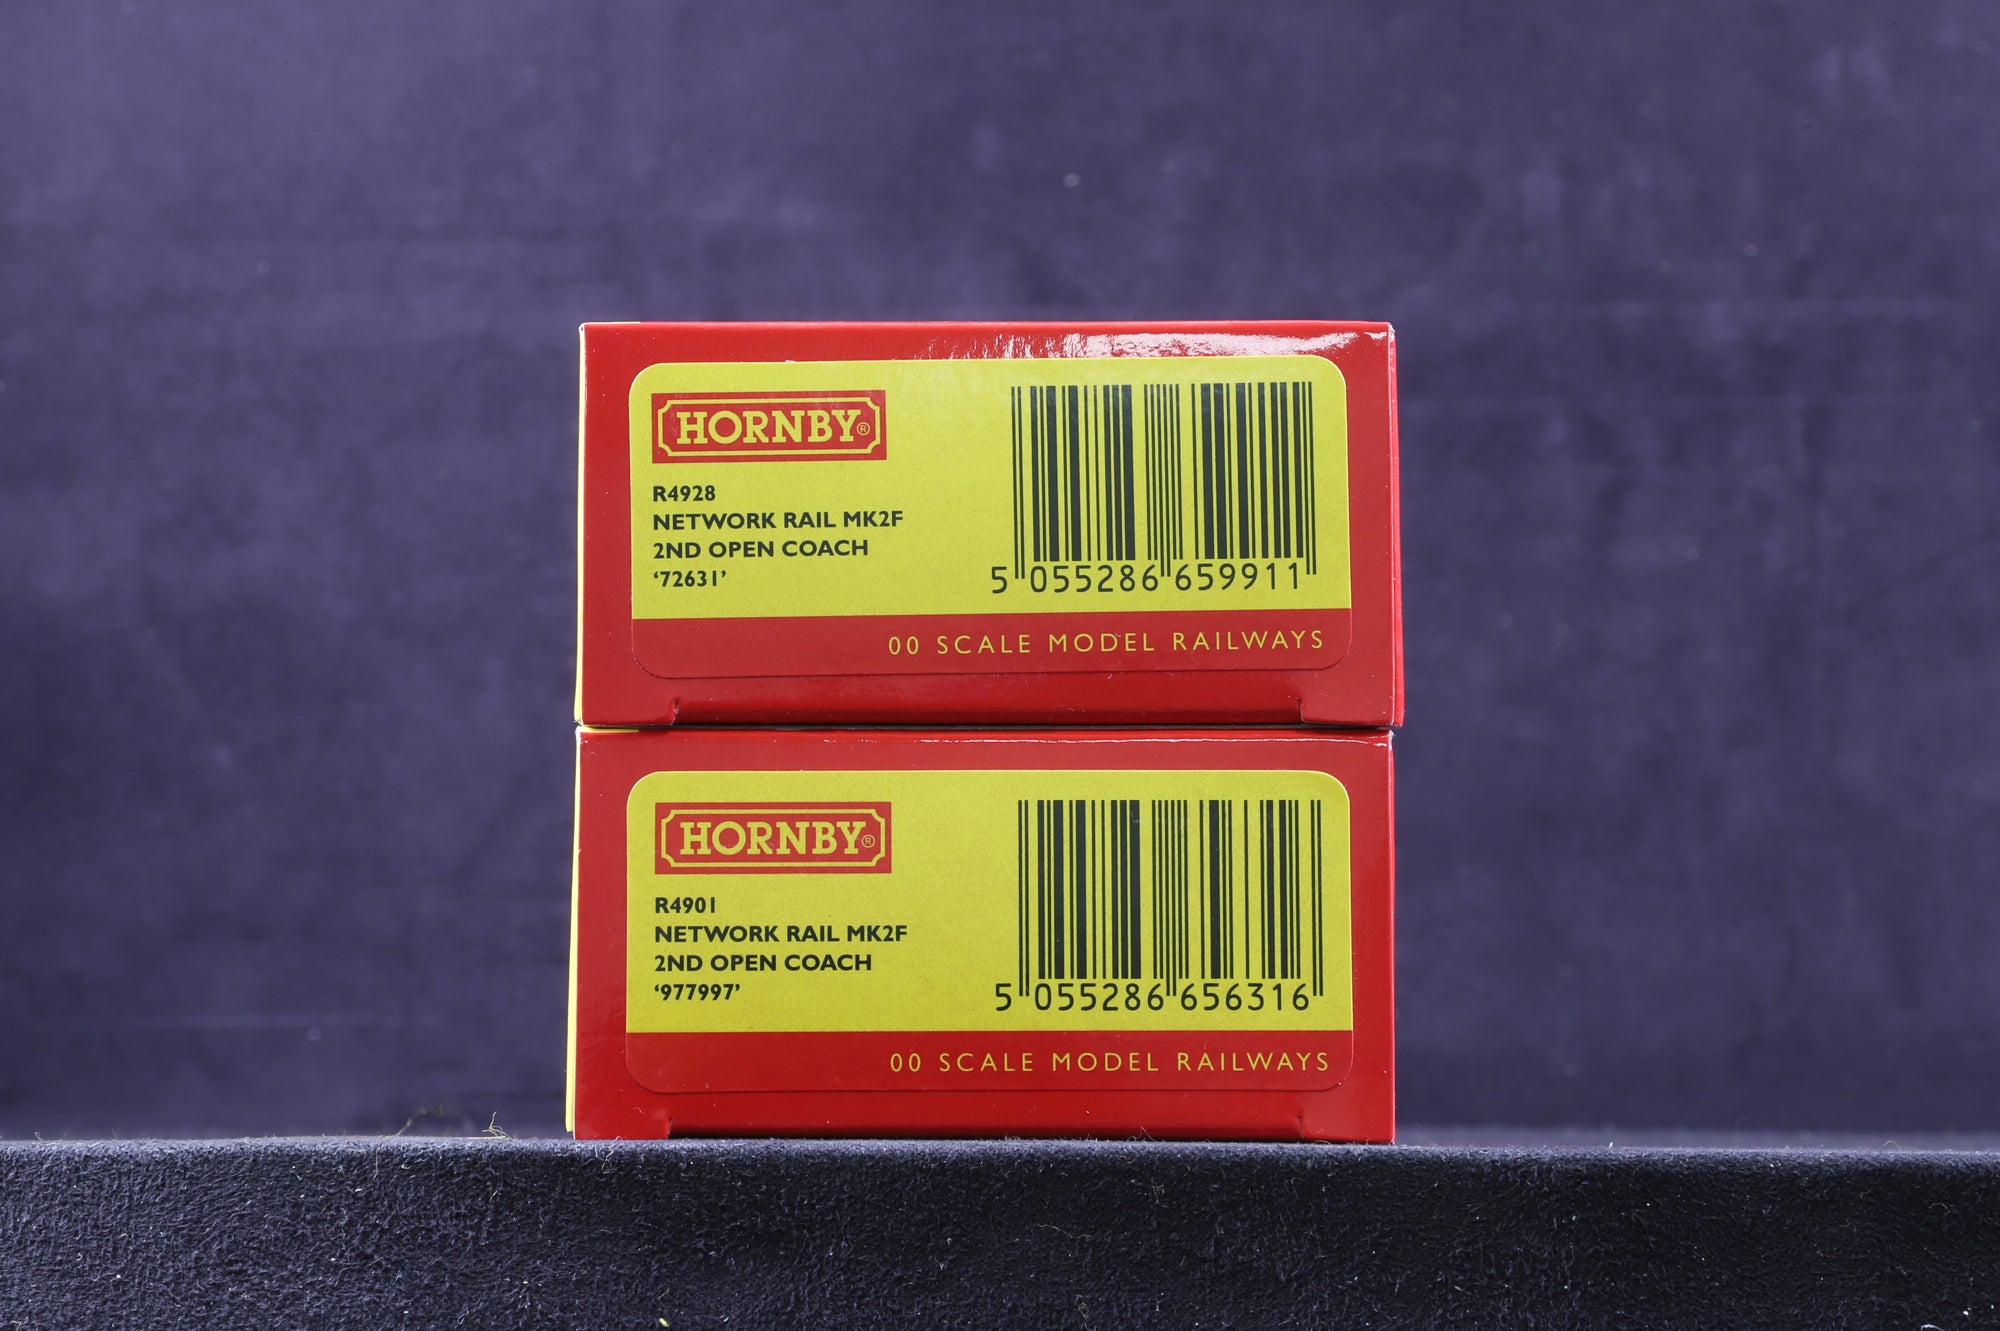 HORNBY®
R4928
NETWORK RAIL MK2F
2ND OPEN COACH
‘72631’
5 055286 659911
00 SCALE MODEL RAILWAYS
HORNBY®
R4901
NETWORK RAIL MK2F
2ND OPEN COACH
‘977997’
5 055286 656316
00 SCALE MODEL RAILWAYS